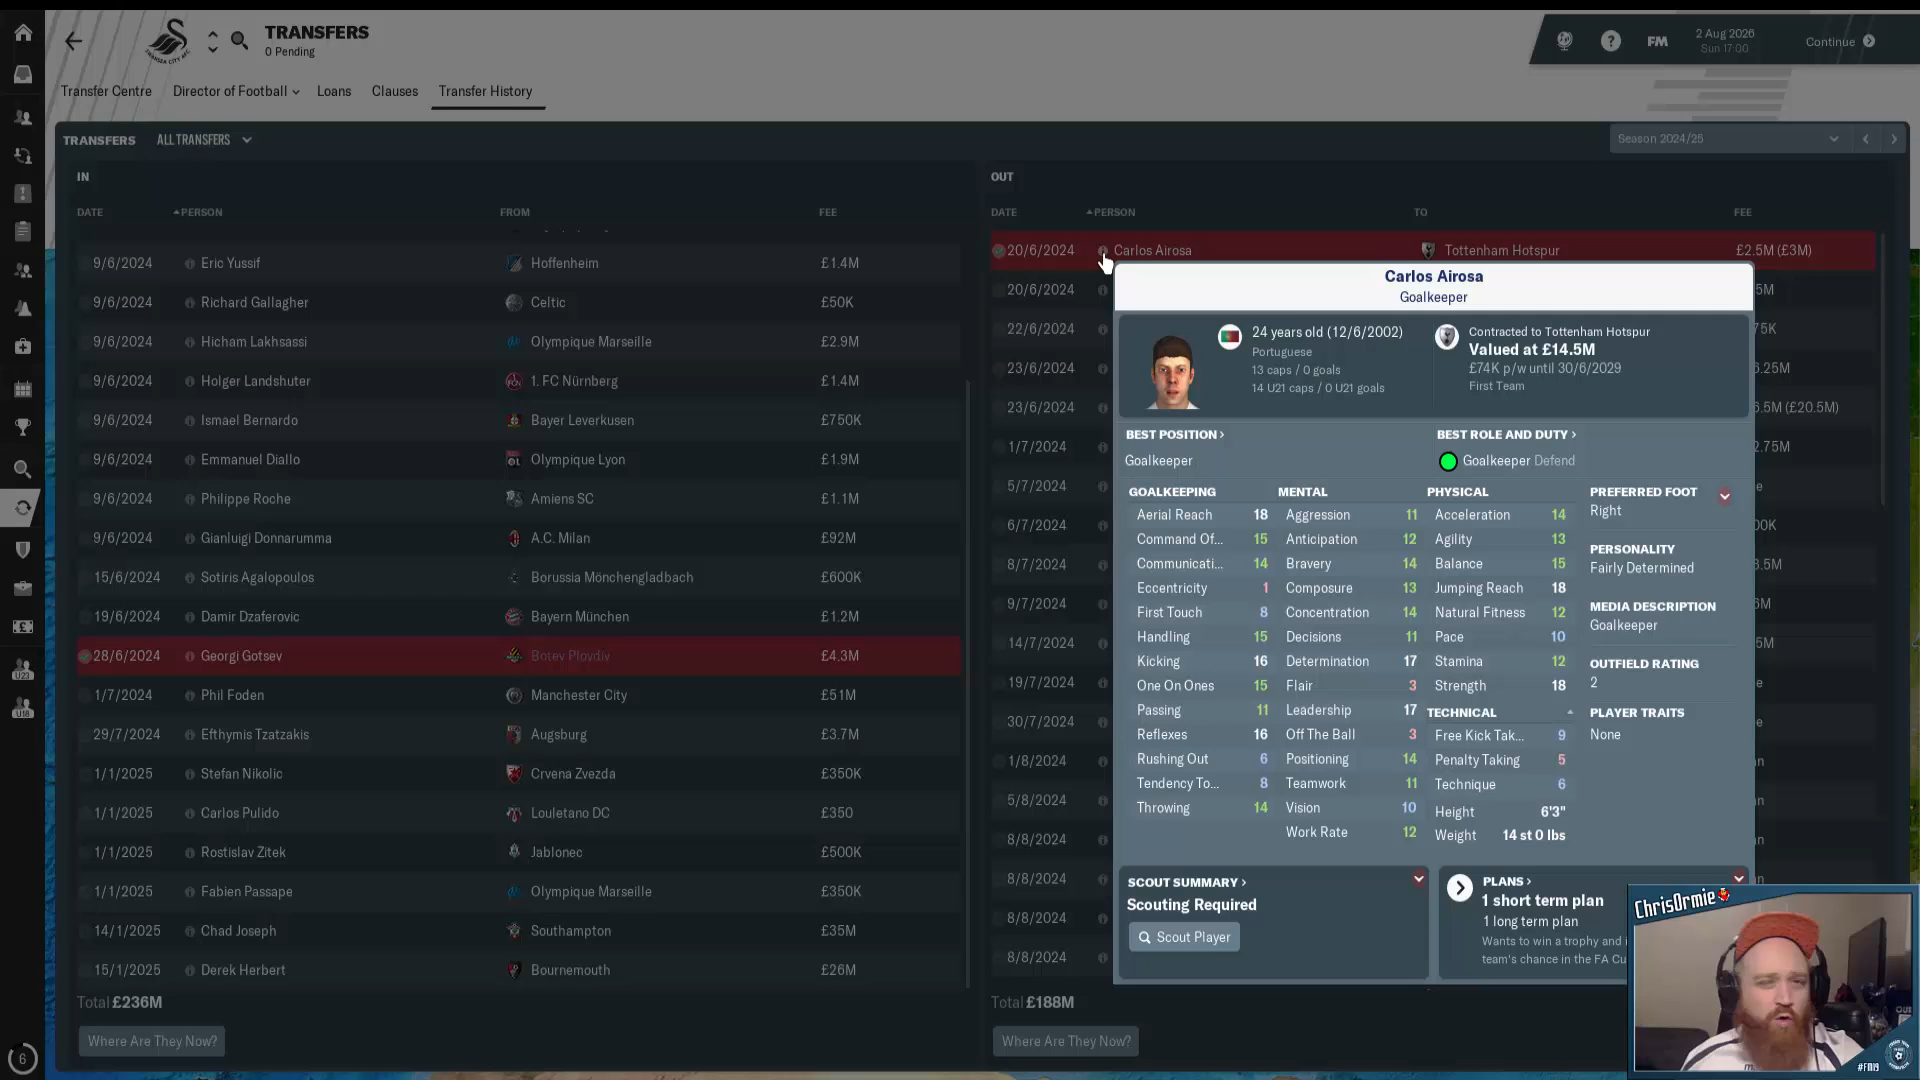 TRANSFERS
0 Pending
FM
2 Aug 2026
Sun 17:00
Continue
Transfer Centre
Director of Football
Loans
Clauses
Transfer History
TRANSFERS
ALL TRANSFERS
Season 2024/25
IN
DATE PERSON FROM FEE
9/6/2024 Eric Yussif Hoffenheim £1.4M
9/6/2024 Richard Gallagher Celtic £50K
9/6/2024 Hicham Lakhsassi Olympique Marseille £2.9M
9/6/2024 Holger Landshuter 1. FC Nürnberg £1.4M
9/6/2024 Ismael Bernardo Bayer Leverkusen £750K
9/6/2024 Emmanuel Diallo Olympique Lyon £1.9M
9/6/2024 Philippe Roche Amiens SC £1.1M
9/6/2024 Gianluigi Donnarumma A.C. Milan £92M
15/6/2024 Sotiris Agalopoulos Borussia Mönchengladbach £600K
19/6/2024 Damir Dzaferovic Bayern München £1.2M
28/6/2024 Georgi Gotsev Botev Plovdiv £4.3M
1/7/2024 Phil Foden Manchester City £51M
29/7/2024 Efthymis Tzatzakis Augsburg £3.7M
1/1/2025 Stefan Nikolic Crvena Zvezda £350K
1/1/2025 Carlos Pulido Louletano DC £350
1/1/2025 Rostislav Zitek Jablonec £500K
1/1/2025 Fabien Passape Olympique Marseille £350K
14/1/2025 Chad Joseph Southampton £35M
15/1/2025 Derek Herbert Bournemouth £26M
Total £236M
Where Are They Now?
OUT
DATE PERSON TO FEE
20/6/2024 Carlos Airosa Tottenham Hotspur £2.5M (£3M)
20/6/2024
22/6/2024
23/6/2024
23/6/2024 (£20.5M)
1/7/2024
5/7/2024
6/7/2024
8/7/2024
9/7/2024
14/7/2024
19/7/2024
30/7/2024
1/8/2024
5/8/2024
8/8/2024
8/8/2024
8/8/2024
8/8/2024
Total £188M
Where Are They Now?
Carlos Airosa
Goalkeeper
24 years old (12/6/2002)
Portuguese
13 caps / 0 goals
14 U21 caps / 0 U21 goals
Contracted to Tottenham Hotspur
Valued at £14.5M
£74K p/w until 30/6/2029
First Team
BEST POSITION
Goalkeeper
BEST ROLE AND DUTY
Goalkeeper Defend
GOALKEEPING
Aerial Reach 18
Command Of... 15
Communicati... 14
Eccentricity 1
First Touch 8
Handling 15
Kicking 16
One On Ones 15
Passing 11
Reflexes 16
Rushing Out 6
Tendency To... 8
Throwing 14
MENTAL
Aggression 11
Anticipation 12
Bravery 14
Composure 13
Concentration 14
Decisions 11
Determination 17
Flair 3
Leadership 17
Off The Ball 3
Positioning 14
Teamwork 11
Vision 10
Work Rate 12
PHYSICAL
Acceleration 14
Agility 13
Balance 15
Jumping Reach 18
Natural Fitness 12
Pace 10
Stamina 12
Strength 18
TECHNICAL
Free Kick Tak... 9
Penalty Taking 5
Technique 6
Height 6'3"
Weight 14 st 0 lbs
PREFERRED FOOT
Right
PERSONALITY
Fairly Determined
MEDIA DESCRIPTION
Goalkeeper
OUTFIELD RATING
2
PLAYER TRAITS
None
SCOUT SUMMARY
Scouting Required
Scout Player
PLANS
1 short term plan
1 long term plan
Wants to win a trophy and
team's chance in the FA
ChrisOrmie
#FM19
U23
U18
6